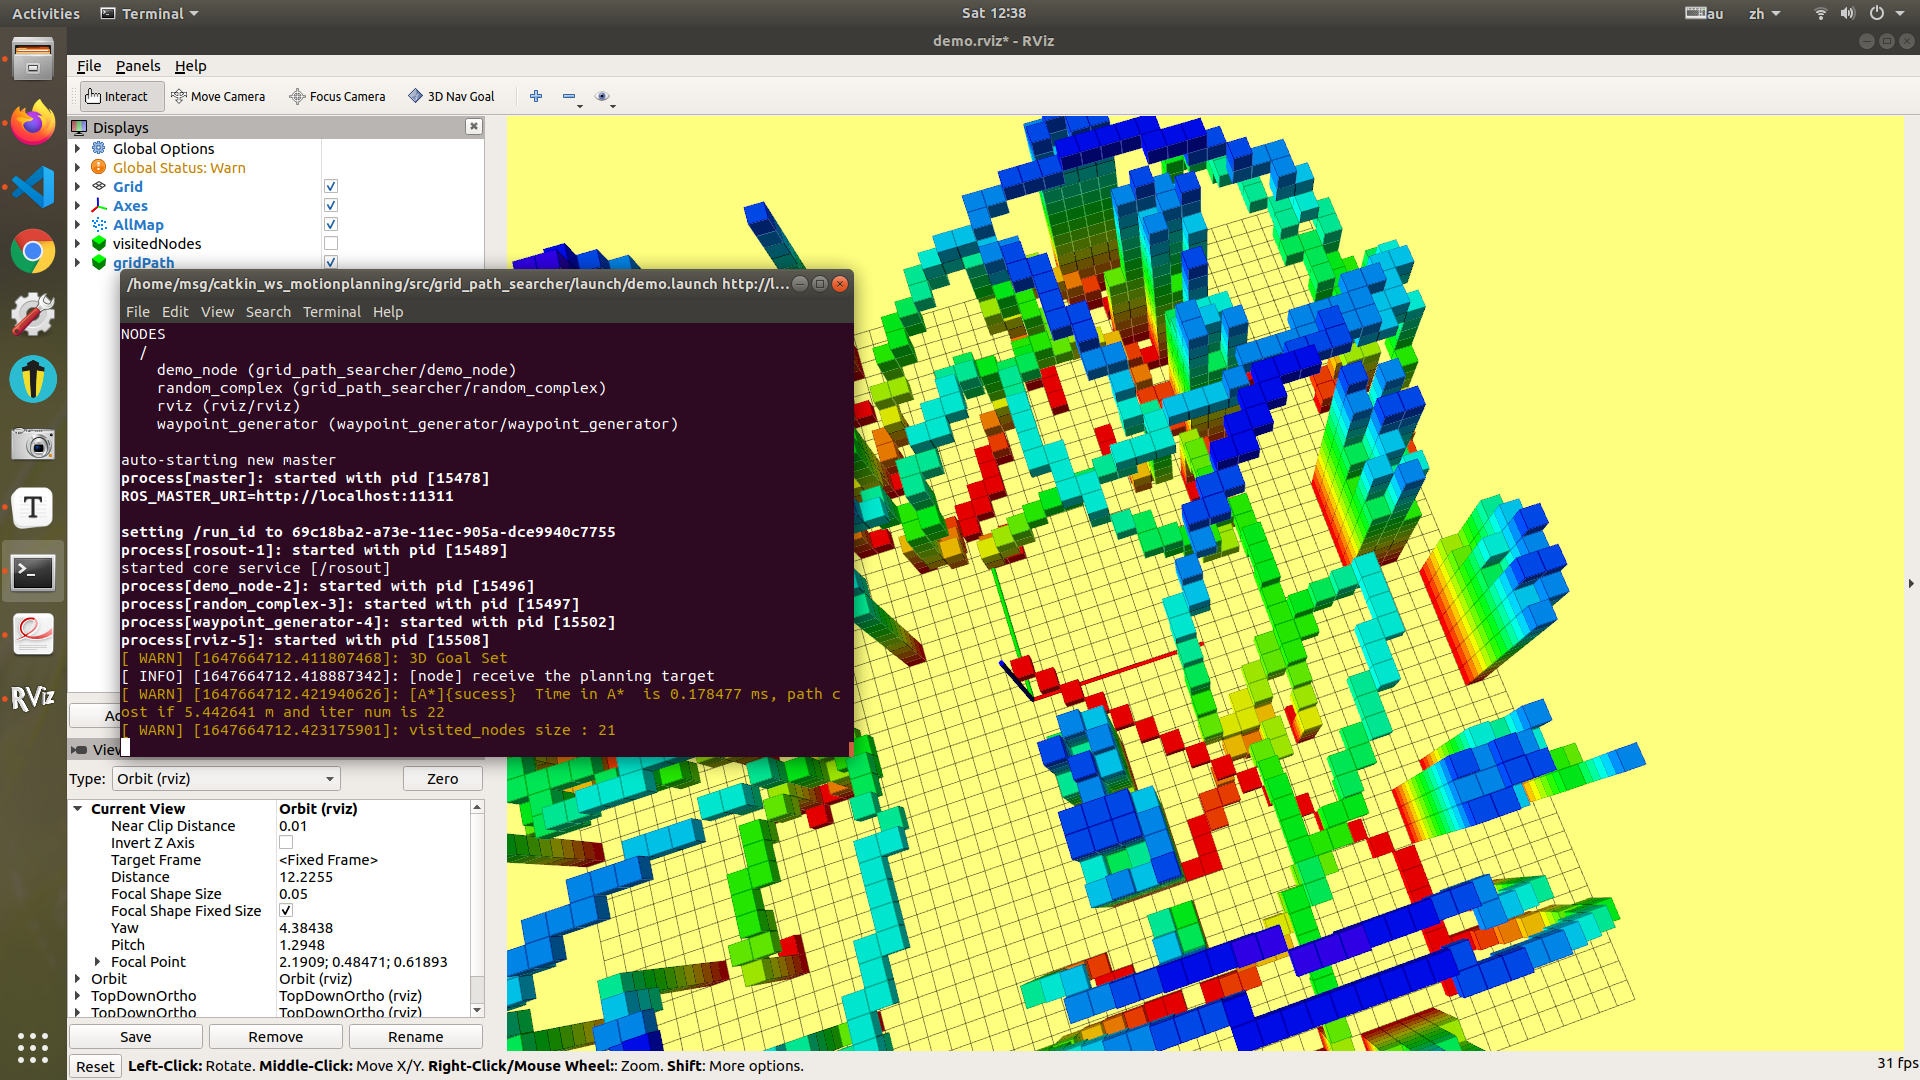 Activities
Terminal
Sat 12:38
au
zh
demo.rviz* - RViz
File Panels Help
Interact
Move Camera
Focus Camera
3D Nav Goal
Displays
Global Options
Global Status: Warn
Grid
Axes
AllMap
visitedNodes
gridPath
/home/msg/catkin_ws_motionplanning/src/grid_path_searcher/launch/demo.launch http://l...
File Edit View Search Terminal Help
NODES
/
demo_node (grid_path_searcher/demo_node)
random_complex (grid_path_searcher/random_complex)
rviz (rviz/rviz)
waypoint_generator (waypoint_generator/waypoint_generator)
auto-starting new master
process[master]: started with pid [15478]
ROS_MASTER_URI=http://localhost:11311
setting /run_id to 69c18ba2-a73e-11ec-905a-dce9940c7755
process[rosout-1]: started with pid [15489]
started core service [/rosout]
process[demo_node-2]: started with pid [15496]
process[random_complex-3]: started with pid [15497]
process[waypoint_generator-4]: started with pid [15502]
process[rviz-5]: started with pid [15508]
[ WARN] [1647664712.411807468]: 3D Goal Set
[ INFO] [1647664712.418887342]: [node] receive the planning target
[ WARN] [1647664712.421940626]: [A*]{sucess}  Time in A*  is 0.178477 ms, path c
ost if 5.442641 m and iter num is 22
[ WARN] [1647664712.423175901]: visited_nodes size : 21
T
RViz
Type: Orbit (rviz)
Zero
Current View Orbit (rviz)
Near Clip Distance 0.01
Invert Z Axis
Target Frame <Fixed Frame>
Distance 12.2255
Focal Shape Size 0.05
Focal Shape Fixed Size
Yaw 4.38438
Pitch 1.2948
Focal Point 2.1909; 0.48471; 0.61893
Orbit Orbit (rviz)
TopDownOrtho TopDownOrtho (rviz)
TopDownOrtho TopDownOrtho (rviz)
Save Remove Rename
Reset
Left-Click: Rotate. Middle-Click: Move X/Y. Right-Click/Mouse Wheel:: Zoom. Shift: More options.
31 fps